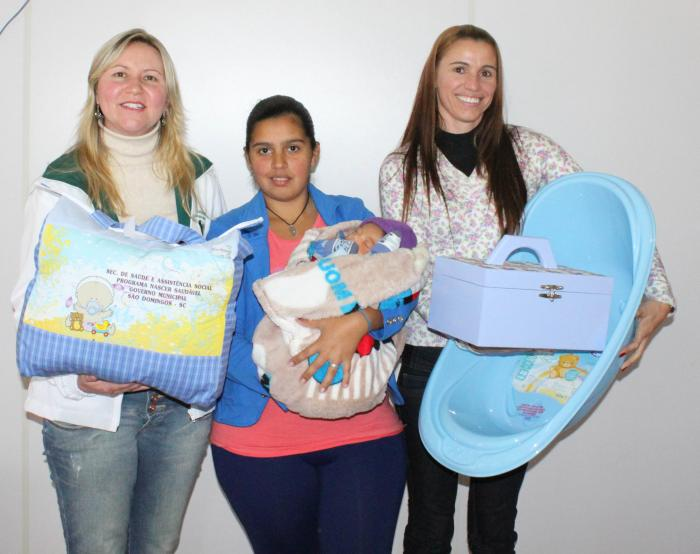 SEC. DE SAÚDE E ASSISTÊNCIA SOCIAL
PROGRAMA NASCER SAUDÁVEL
GOVERNO MUNICIPAL
SÃO DOMINGOS - SC